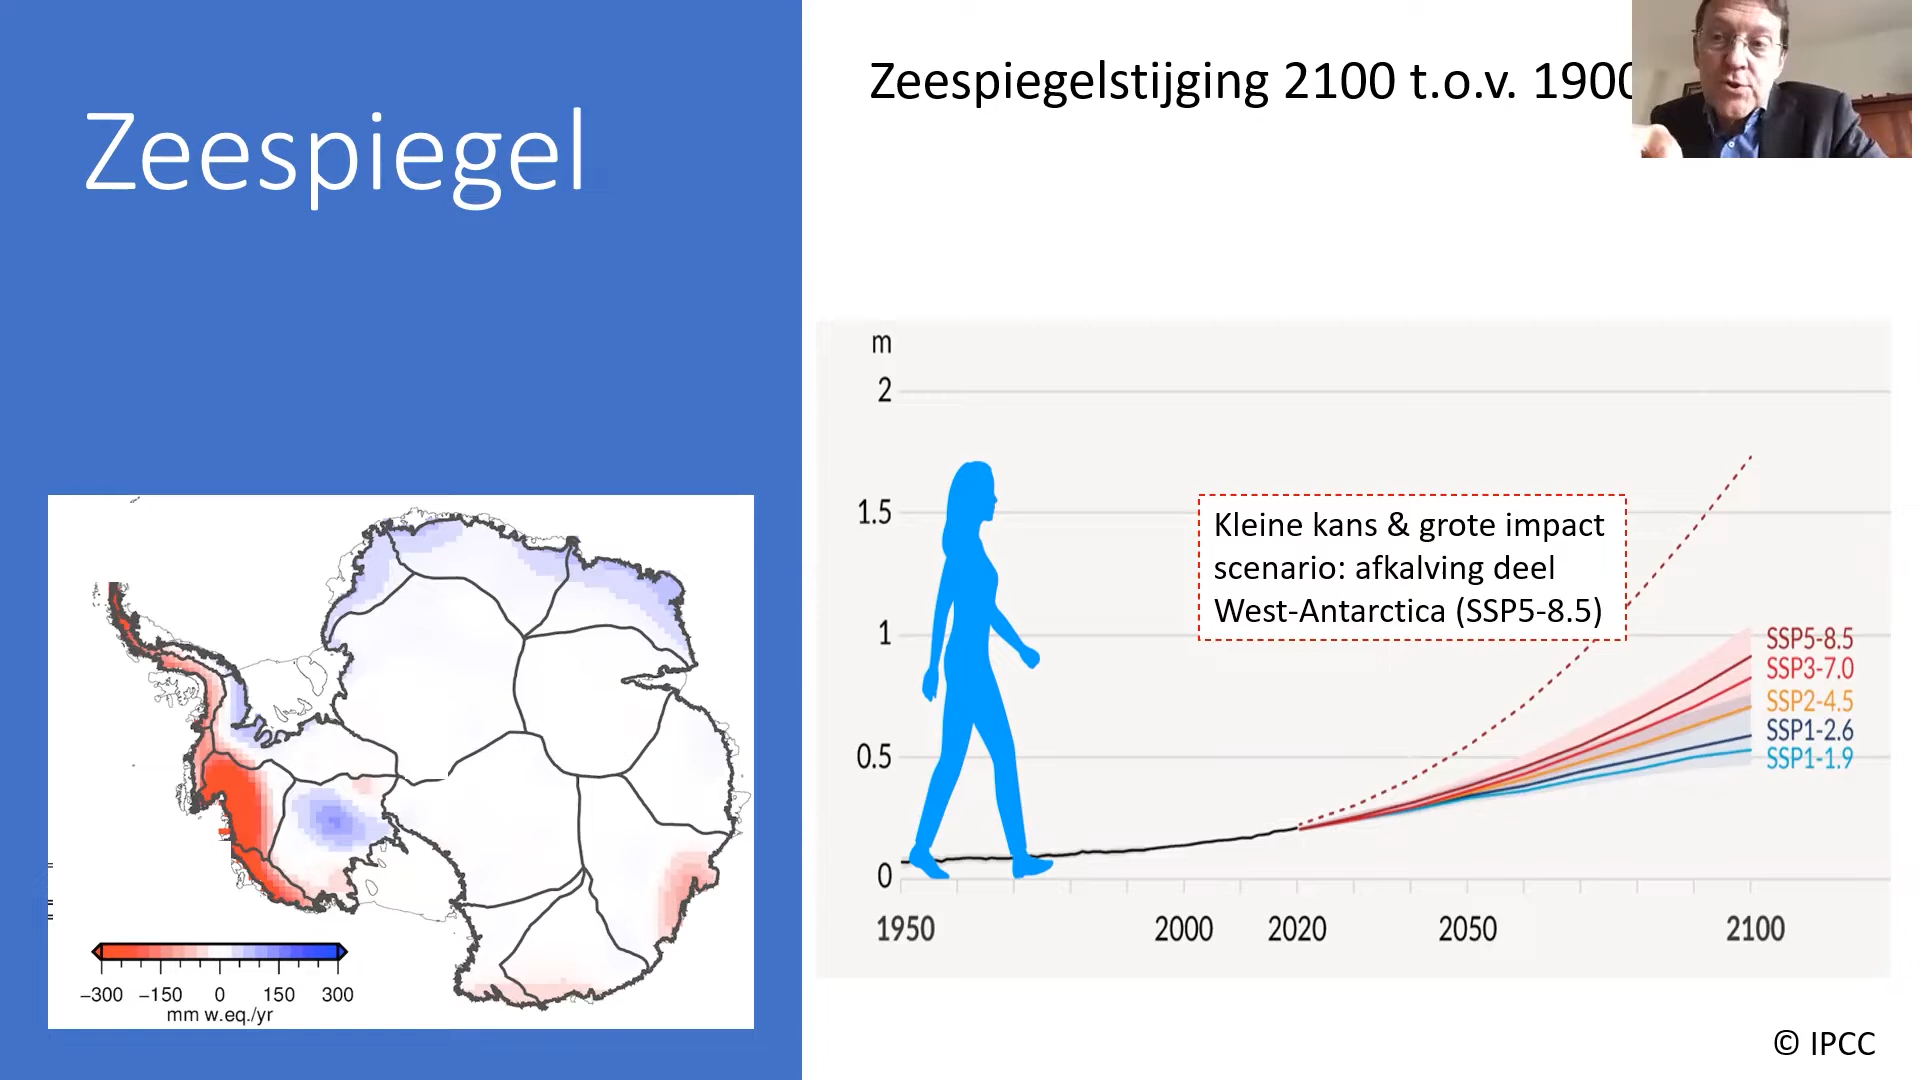 Zeespiegel
Zeespiegelstijging 2100 t.o.v. 1900
m
2
1.5
1
0.5
0
Kleine kans & grote impact
scenario: afkalving deel
West-Antarctica (SSP5-8.5)
SSP5-8.5
SSP3-7.0
SSP2-4.5
SSP1-2.6
SSP1-1.9
1950 2000 2020 2050 2100
−300 −150 0 150 300
mm w.eq./yr
© IPCC